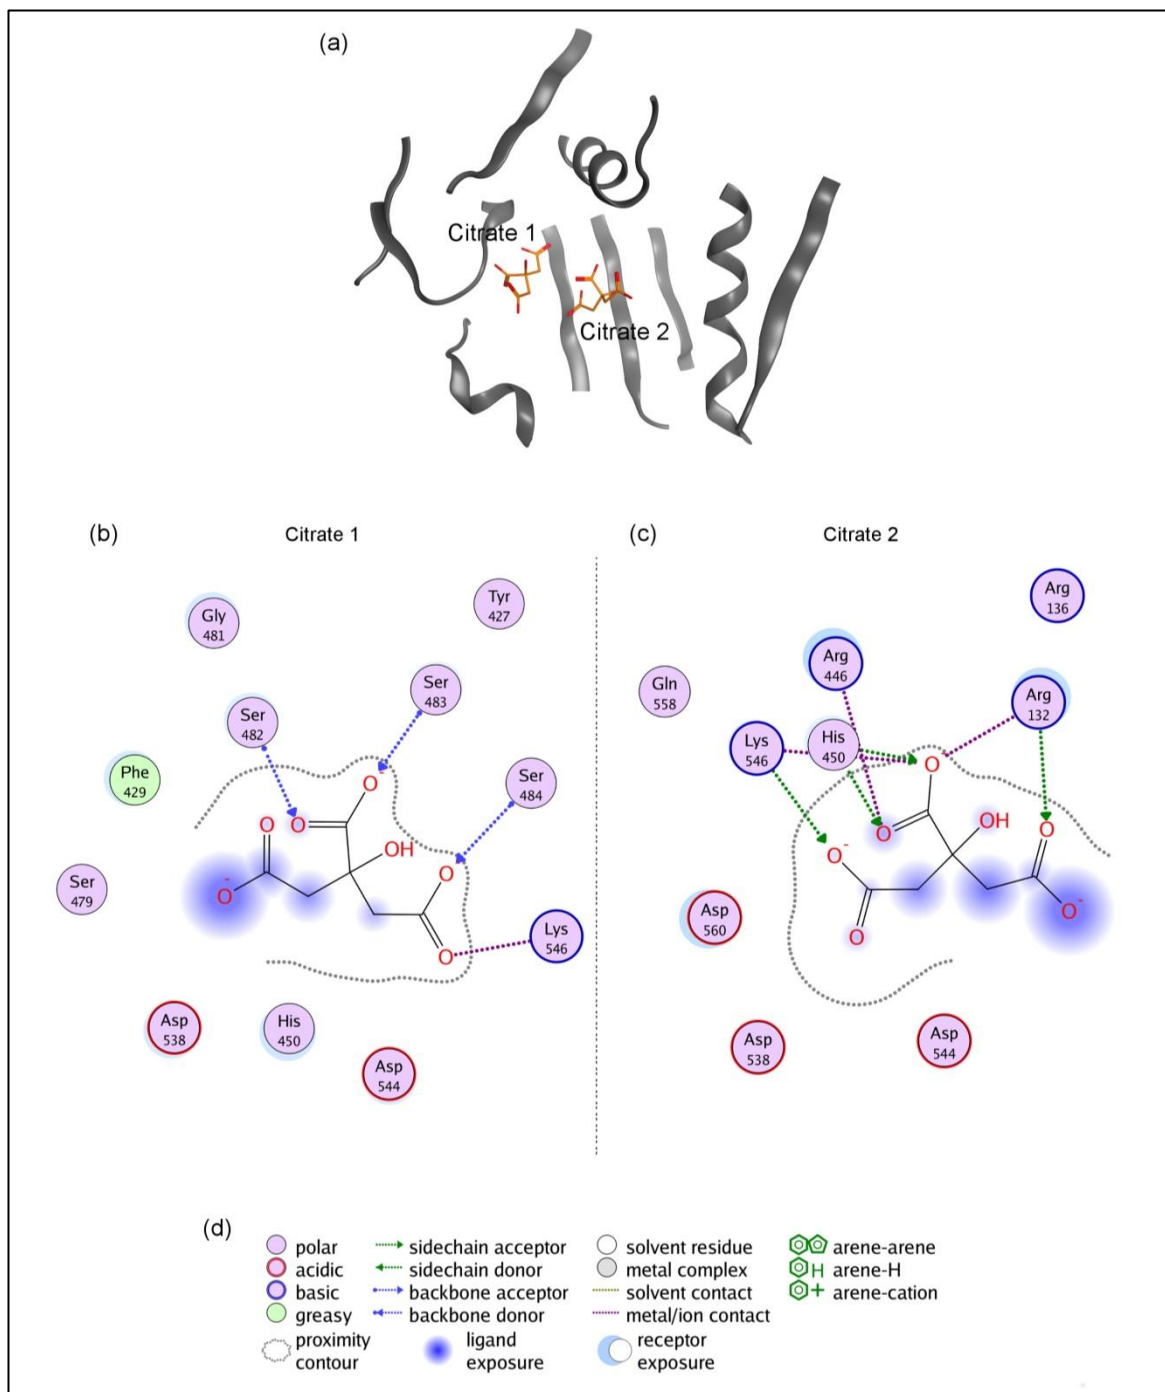 (a)
Citrate 1
Citrate 2
(b)
Citrate 1
(c)
Citrate 2
Gly
481
Tyr
427
Ser
482
Ser
483
Phe
429
Ser
484
O
O
O⁻
OH
O⁻
O
O
Ser
479
Lys
546
Asp
538
His
450
Asp
544
Arg
136
Gln
558
Arg
446
Arg
132
Lys
546
His
450
O⁻
O
OH
O
O⁻
O
O⁻
Asp
560
Asp
538
Asp
544
(d)
polar
acidic
basic
greasy
proximity
contour
sidechain acceptor
sidechain donor
backbone acceptor
backbone donor
ligand
exposure
solvent residue
metal complex
solvent contact
metal/ion contact
receptor
exposure
arene-arene
H arene-H
+ arene-cation